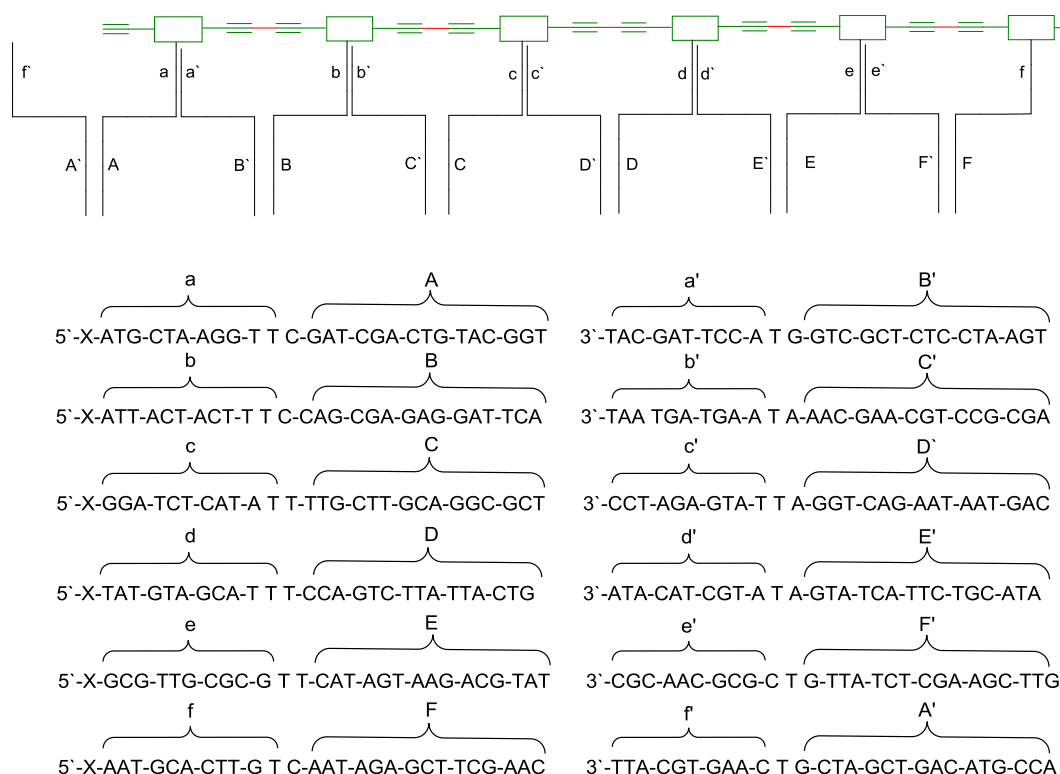 f` a a` b b` c c` d d` e e` f
A` A B` B C` C D` D E` E F` F
a A a' B'
5`-X-ATG-CTA-AGG-T T C-GAT-CGA-CTG-TAC-GGT 3`-TAC-GAT-TCC-A T G-GTC-GCT-CTC-CTA-AGT
b B b' C'
5`-X-ATT-ACT-ACT-T T C-CAG-CGA-GAG-GAT-TCA 3`-TAA TGA-TGA-A T A-AAC-GAA-CGT-CCG-CGA
c C c' D`
5`-X-GGA-TCT-CAT-A T T-TTG-CTT-GCA-GGC-GCT 3`-CCT-AGA-GTA-T T A-GGT-CAG-AAT-AAT-GAC
d D d' E'
5`-X-TAT-GTA-GCA-T T T-CCA-GTC-TTA-TTA-CTG 3`-ATA-CAT-CGT-A T A-GTA-TCA-TTC-TGC-ATA
e E e' F'
5`-X-GCG-TTG-CGC-G T T-CAT-AGT-AAG-ACG-TAT 3`-CGC-AAC-GCG-C T G-TTA-TCT-CGA-AGC-TTG
f F f' A'
5`-X-AAT-GCA-CTT-G T C-AAT-AGA-GCT-TCG-AAC 3`-TTA-CGT-GAA-C T G-CTA-GCT-GAC-ATG-CCA